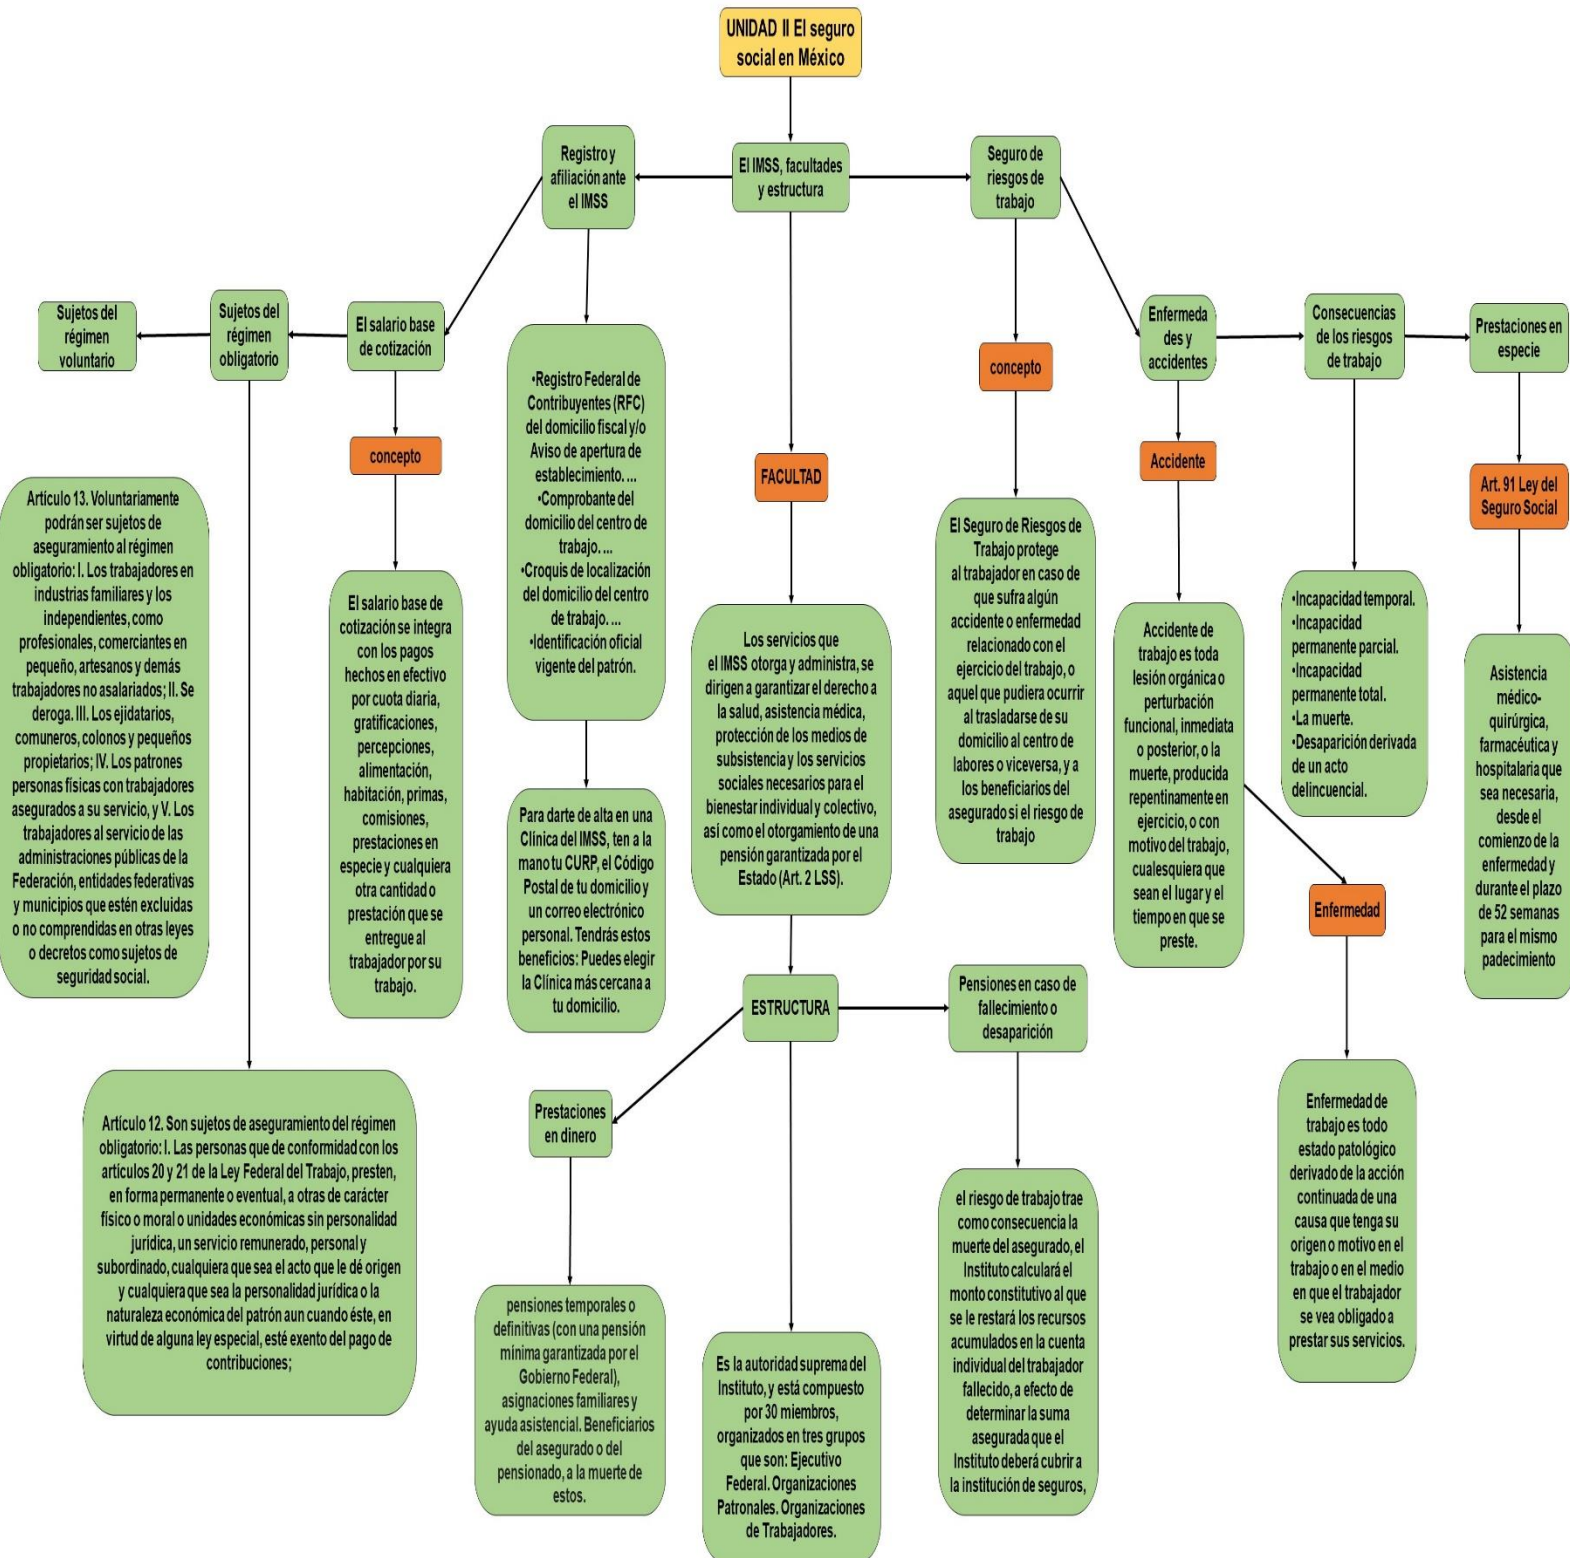 UNIDAD II El seguro
social en México
Registro y
afiliación ante
el IMSS
El IMSS, facultades
y estructura
Seguro de
riesgos de
trabajo
Sujetos del
régimen
voluntario
Sujetos del
régimen
obligatorio
El salario base
de cotización
Enfermeda
des y
accidentes
Consecuencias
de los riesgos
de trabajo
Prestaciones en
especie
concepto
•Registro Federal de
Contribuyentes (RFC)
del domicilio fiscal y/o
Aviso de apertura de
establecimiento. ...
•Comprobante del
domicilio del centro de
trabajo. ...
•Croquis de localización
del domicilio del centro
de trabajo. ...
•Identificación oficial
vigente del patrón.
FACULTAD
concepto
Accidente
Art. 91 Ley del
Seguro Social
Artículo 13. Voluntariamente
podrán ser sujetos de
aseguramiento al régimen
obligatorio: I. Los trabajadores en
industrias familiares y los
independientes, como
profesionales, comerciantes en
pequeño, artesanos y demás
trabajadores no asalariados; II. Se
deroga. III. Los ejidatarios,
comuneros, colonos y pequeños
propietarios; IV. Los patrones
personas físicas con trabajadores
asegurados a su servicio, y V. Los
trabajadores al servicio de las
administraciones públicas de la
Federación, entidades federativas
y municipios que estén excluidas
o no comprendidas en otras leyes
o decretos como sujetos de
seguridad social.
El salario base de
cotización se integra
con los pagos
hechos en efectivo
por cuota diaria,
gratificaciones,
percepciones,
alimentación,
habitación, primas,
comisiones,
prestaciones en
especie y cualquiera
otra cantidad o
prestación que se
entregue al
trabajador por su
trabajo.
Para darte de alta en una
Clínica del IMSS, ten a la
mano tu CURP, el Código
Postal de tu domicilio y
un correo electrónico
personal. Tendrás estos
beneficios: Puedes elegir
la Clínica más cercana a
tu domicilio.
Los servicios que
el IMSS otorga y administra, se
dirigen a garantizar el derecho a
la salud, asistencia médica,
protección de los medios de
subsistencia y los servicios
sociales necesarios para el
bienestar individual y colectivo,
así como el otorgamiento de una
pensión garantizada por el
Estado (Art. 2 LSS).
El Seguro de Riesgos de
Trabajo protege
al trabajador en caso de
que sufra algún
accidente o enfermedad
relacionado con el
ejercicio del trabajo, o
aquel que pudiera ocurrir
al trasladarse de su
domicilio al centro de
labores o viceversa, y a
los beneficiarios del
asegurado si el riesgo de
trabajo
Accidente de
trabajo es toda
lesión orgánica o
perturbación
funcional, inmediata
o posterior, o la
muerte, producida
repentinamente en
ejercicio, o con
motivo del trabajo,
cualesquiera que
sean el lugar y el
tiempo en que se
preste.
•Incapacidad temporal.
•Incapacidad
permanente parcial.
•Incapacidad
permanente total.
•La muerte.
•Desaparición derivada
de un acto
delincuencial.
Asistencia
médico-
quirúrgica,
farmacéutica y
hospitalaria que
sea necesaria,
desde el
comienzo de la
enfermedad y
durante el plazo
de 52 semanas
para el mismo
padecimiento
Enfermedad
ESTRUCTURA
Pensiones en caso de
fallecimiento o
desaparición
Artículo 12. Son sujetos de aseguramiento del régimen
obligatorio: I. Las personas que de conformidad con los
artículos 20 y 21 de la Ley Federal del Trabajo, presten,
en forma permanente o eventual, a otras de carácter
físico o moral o unidades económicas sin personalidad
jurídica, un servicio remunerado, personal y
subordinado, cualquiera que sea el acto que le dé origen
y cualquiera que sea la personalidad jurídica o la
naturaleza económica del patrón aun cuando éste, en
virtud de alguna ley especial, esté exento del pago de
contribuciones;
Prestaciones
en dinero
pensiones temporales o
definitivas (con una pensión
mínima garantizada por el
Gobierno Federal),
asignaciones familiares y
ayuda asistencial. Beneficiarios
del asegurado o del
pensionado, a la muerte de
estos.
Es la autoridad suprema del
Instituto, y está compuesto
por 30 miembros,
organizados en tres grupos
que son: Ejecutivo
Federal. Organizaciones
Patronales. Organizaciones
de Trabajadores.
el riesgo de trabajo trae
como consecuencia la
muerte del asegurado, el
Instituto calculará el
monto constitutivo al que
se le restará los recursos
acumulados en la cuenta
individual del trabajador
fallecido, a efecto de
determinar la suma
asegurada que el
Instituto deberá cubrir a
la institución de seguros,
Enfermedad de
trabajo es todo
estado patológico
derivado de la acción
continuada de una
causa que tenga su
origen o motivo en el
trabajo o en el medio
en que el trabajador
se vea obligado a
prestar sus servicios.